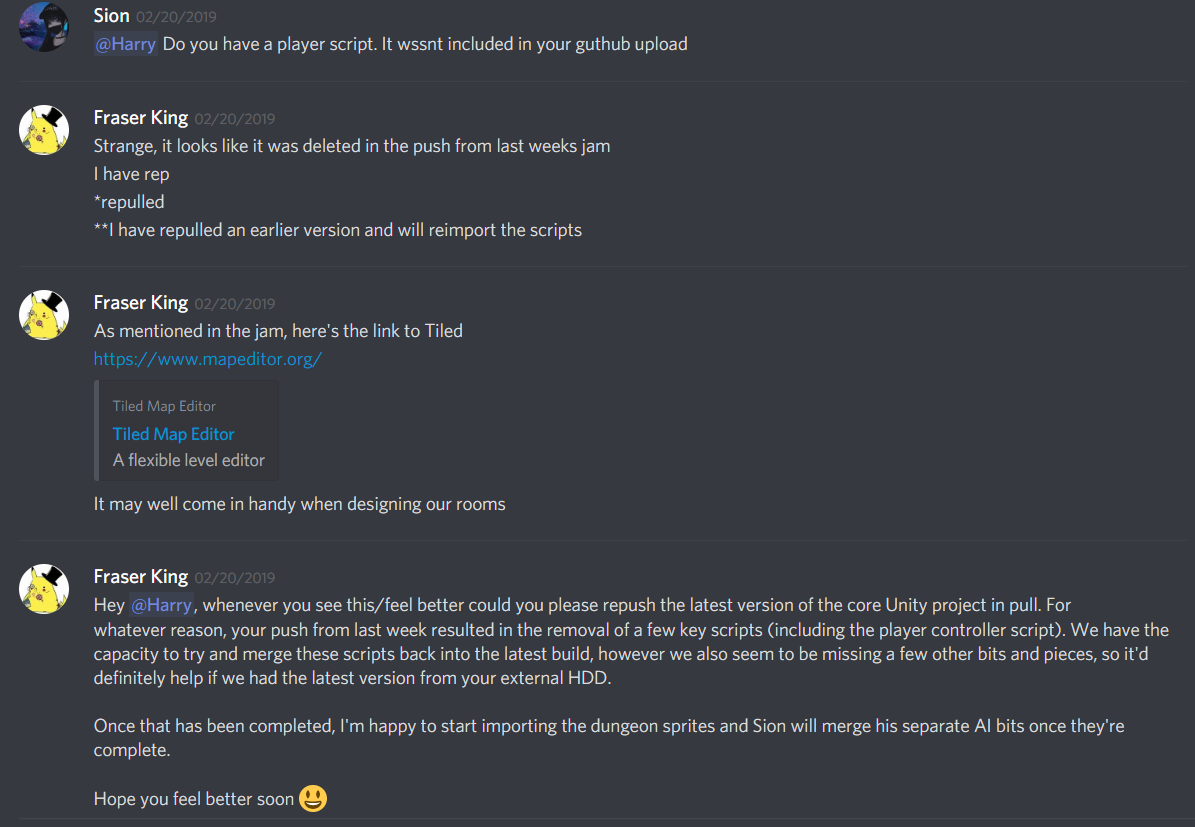 Sion 02/20/2019
@Harry Do you have a player script. It wssnt included in your guthub upload
Fraser King 02/20/2019
Strange, it looks like it was deleted in the push from last weeks jam
I have rep
*repulled
**I have repulled an earlier version and will reimport the scripts
Fraser King 02/20/2019
As mentioned in the jam, here's the link to Tiled
https://www.mapeditor.org/
Tiled Map Editor
Tiled Map Editor
A flexible level editor
It may well come in handy when designing our rooms
Fraser King 02/20/2019
Hey @Harry, whenever you see this/feel better could you please repush the latest version of the core Unity project in pull. For
whatever reason, your push from last week resulted in the removal of a few key scripts (including the player controller script). We have the
capacity to try and merge these scripts back into the latest build, however we also seem to be missing a few other bits and pieces, so it'd
definitely help if we had the latest version from your external HDD.
Once that has been completed, I'm happy to start importing the dungeon sprites and Sion will merge his separate AI bits once they're
complete.
Hope you feel better soon 😃